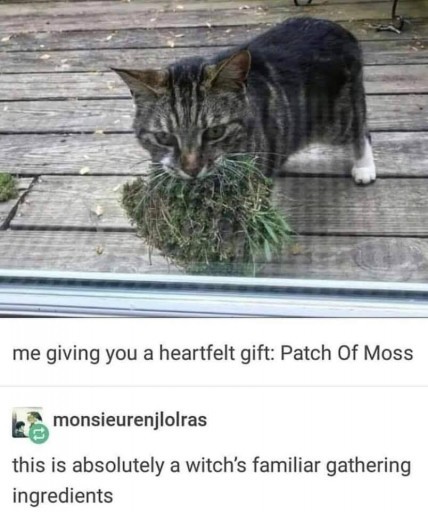 me giving you a heartfelt gift: Patch Of Moss
monsieurenjlolras
this is absolutely a witch's familiar gathering
ingredients